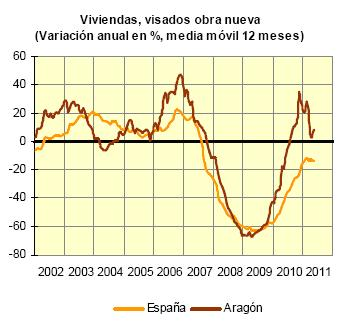 Viviendas, visados obra nueva
(Variación anual en %, media móvil 12 meses)
60
40
20
0
-20
-40
-60
-80
2002 2003 2004 2005 2006 2007 2008 2009 2010 2011
España Aragón